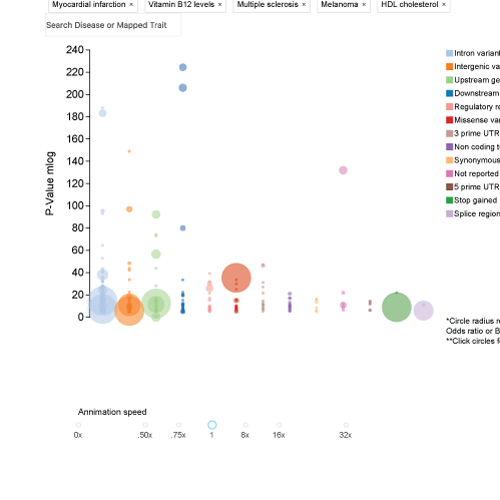 Myocardial infarction × Vitamin B12 levels × Multiple sclerosis × Melanoma × HDL cholesterol ×
Search Disease or Mapped Trait
240
220
200
180
160
140
120
100
80
60
40
20
0
P-Value mlog
Intron variant
Intergenic va
Upstream ge
Downstream
Regulatory re
Missense var
3 prime UTR
Non coding t
Synonymous
Not reported
5 prime UTR
Stop gained
Splice region
*Circle radius re
Odds ratio or B
**Click circles f
Annimation speed
0x .50x .75x 1 8x 16x 32x